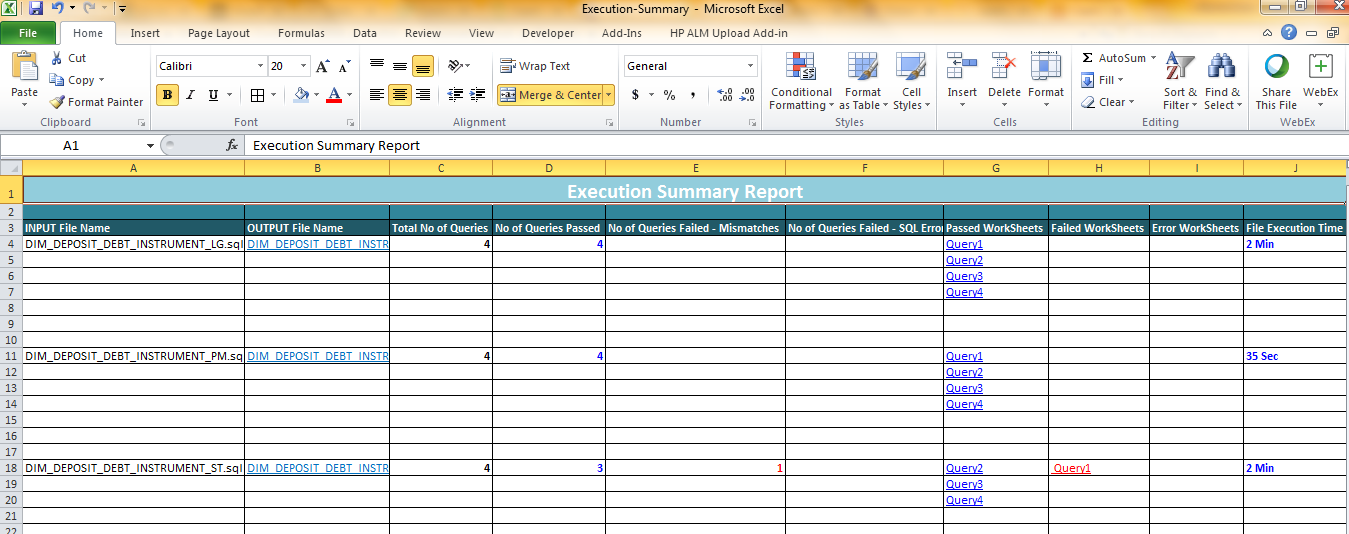 Execution-Summary - Microsoft Excel
File Home Insert Page Layout Formulas Data Review View Developer Add-Ins HP ALM Upload Add-in
Paste
Cut
Copy
Format Painter
Clipboard
Calibri 20 A A
B I U A
Font
Wrap Text
Merge & Center
Alignment
General
$ % , .00 .0
Number
Conditional Formatting
Format as Table
Cell Styles
Styles
Insert Delete Format
Cells
Σ AutoSum
Fill
Clear
Sort & Filter
Find & Select
Editing
Share This File
WebEx
WebEx
A1 fx Execution Summary Report
A B C D E F G H I J
1 Execution Summary Report
2
3 INPUT File Name OUTPUT File Name Total No of Queries No of Queries Passed No of Queries Failed - Mismatches No of Queries Failed - SQL Error Passed WorkSheets Failed WorkSheets Error WorkSheets File Execution Time
4 DIM_DEPOSIT_DEBT_INSTRUMENT_LG.sql DIM_DEPOSIT_DEBT_INSTR 4 4 Query1 2 Min
5 Query2
6 Query3
7 Query4
8
9
10
11 DIM_DEPOSIT_DEBT_INSTRUMENT_PM.sq DIM_DEPOSIT_DEBT_INSTR 4 4 Query1 35 Sec
12 Query2
13 Query3
14 Query4
15
16
17
18 DIM_DEPOSIT_DEBT_INSTRUMENT_ST.sql DIM_DEPOSIT_DEBT_INSTR 4 3 1 Query2 Query1 2 Min
19 Query3
20 Query4
21
22